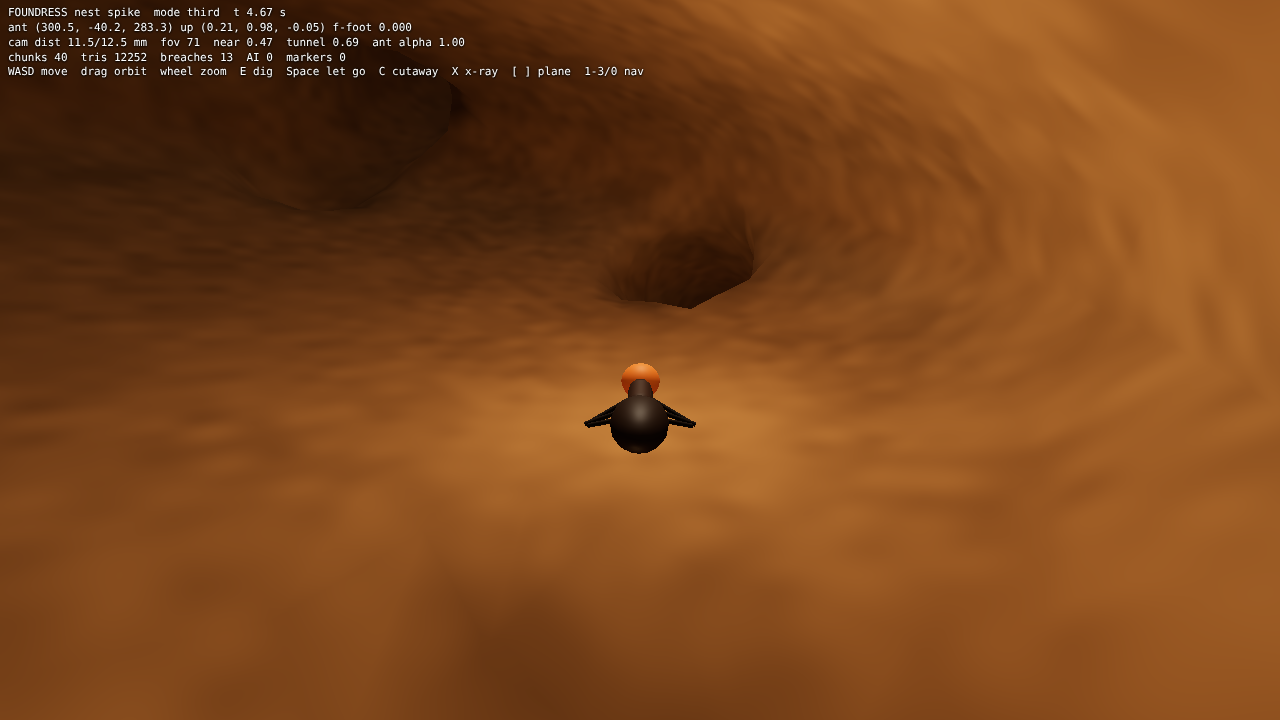 FOUNDRESS nest spike  mode third  t 4.67 s
ant (300.5, -40.2, 283.3) up (0.21, 0.98, -0.05) f-foot 0.000
cam dist 11.5/12.5 mm  fov 71  near 0.47  tunnel 0.69  ant alpha 1.00
chunks 40  tris 12252  breaches 13  AI 0  markers 0
WASD move  drag orbit  wheel zoom  E dig  Space let go  C cutaway  X x-ray  [ ] plane  1-3/0 nav